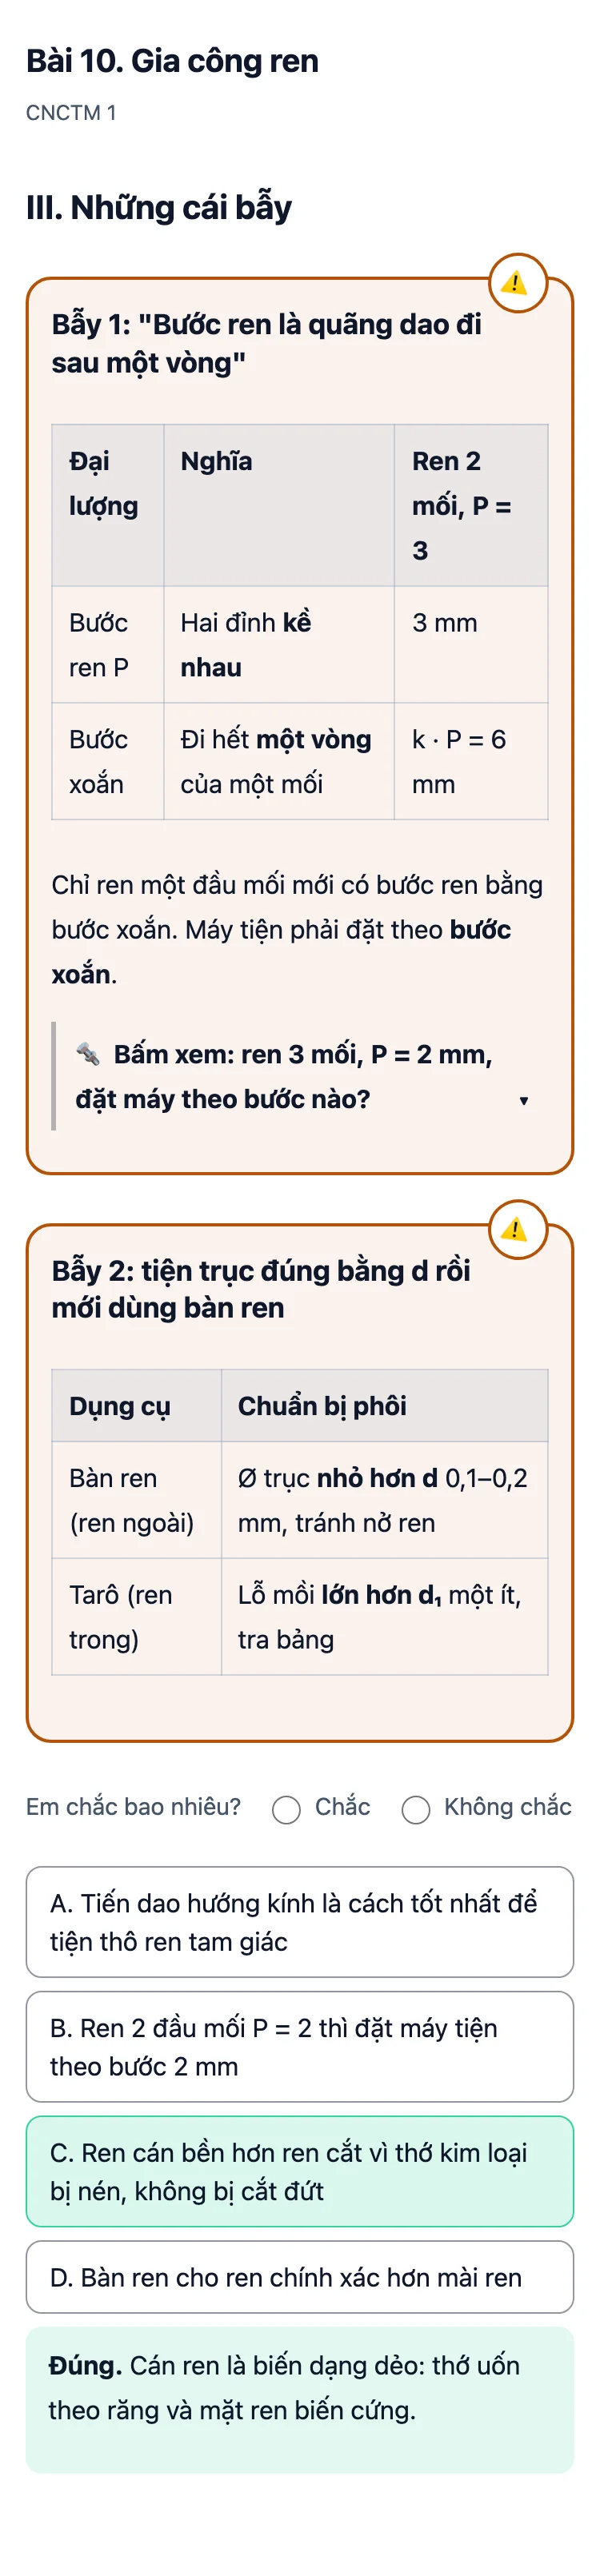 Bài 10. Gia công ren
CNCTM 1
III. Những cái bẫy
Bẫy 1: "Bước ren là quãng dao đi
sau một vòng"
Đại
lượng
Nghĩa
Ren 2
mối, P =
3
Bước
ren P
Hai đỉnh kề
nhau
3 mm
Bước
xoắn
Đi hết một vòng
của một mối
k · P = 6
mm
Chỉ ren một đầu mối mới có bước ren bằng
bước xoắn. Máy tiện phải đặt theo bước
xoắn.
Bấm xem: ren 3 mối, P = 2 mm,
đặt máy theo bước nào?
Bẫy 2: tiện trục đúng bằng d rồi
mới dùng bàn ren
Dụng cụ
Chuẩn bị phôi
Bàn ren
(ren ngoài)
Ø trục nhỏ hơn d 0,1–0,2
mm, tránh nở ren
Tarô (ren
trong)
Lỗ mồi lớn hơn d₁ một ít,
tra bảng
Em chắc bao nhiêu? Chắc Không chắc
A. Tiến dao hướng kính là cách tốt nhất để
tiện thô ren tam giác
B. Ren 2 đầu mối P = 2 thì đặt máy tiện
theo bước 2 mm
C. Ren cán bền hơn ren cắt vì thớ kim loại
bị nén, không bị cắt đứt
D. Bàn ren cho ren chính xác hơn mài ren
Đúng. Cán ren là biến dạng dẻo: thớ uốn
theo răng và mặt ren biến cứng.